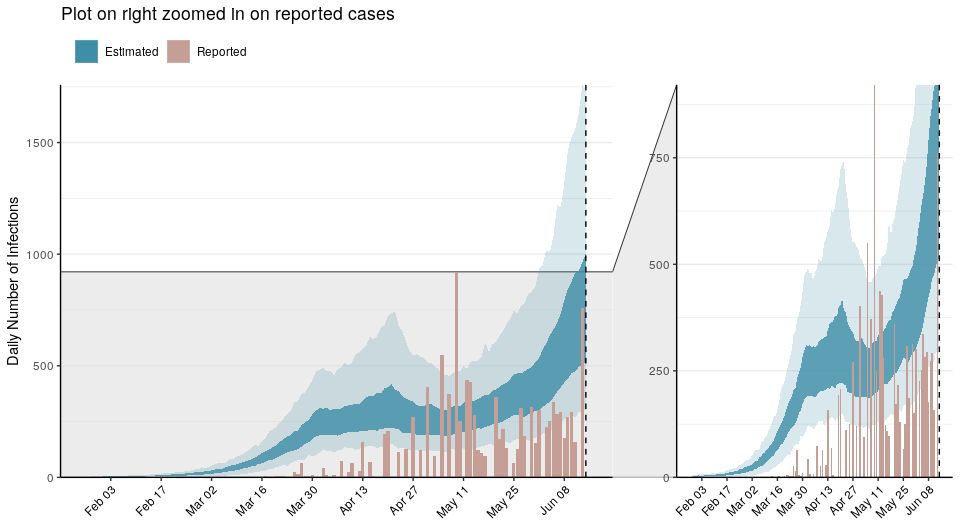 Plot on right zoomed in on reported cases
Estimated Reported
Daily Number of Infections
1500
1000
500
0
Feb 03 Feb 17 Mar 02 Mar 16 Mar 30 Apr 13 Apr 27 May 11 May 25 Jun 08
750
500
250
0
Feb 03 Feb 17 Mar 02 Mar 16 Mar 30 Apr 13 Apr 27 May 11 May 25 Jun 08